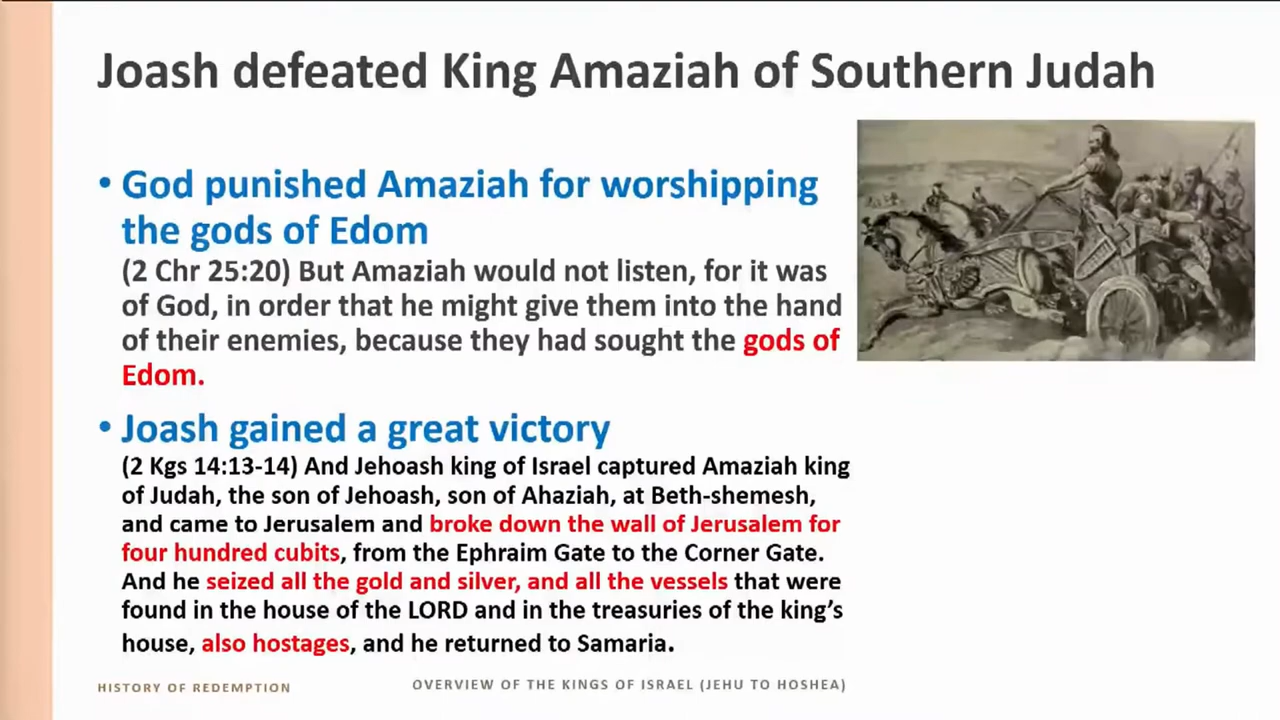 Joash defeated King Amaziah of Southern Judah
• God punished Amaziah for worshipping
the gods of Edom
(2 Chr 25:20) But Amaziah would not listen, for it was
of God, in order that he might give them into the hand
of their enemies, because they had sought the gods of
Edom.
• Joash gained a great victory
(2 Kgs 14:13-14) And Jehoash king of Israel captured Amaziah king
of Judah, the son of Jehoash, son of Ahaziah, at Beth-shemesh,
and came to Jerusalem and broke down the wall of Jerusalem for
four hundred cubits, from the Ephraim Gate to the Corner Gate.
And he seized all the gold and silver, and all the vessels that were
found in the house of the LORD and in the treasuries of the king’s
house, also hostages, and he returned to Samaria.
HISTORY OF REDEMPTION
OVERVIEW OF THE KINGS OF ISRAEL (JEHU TO HOSHEA)